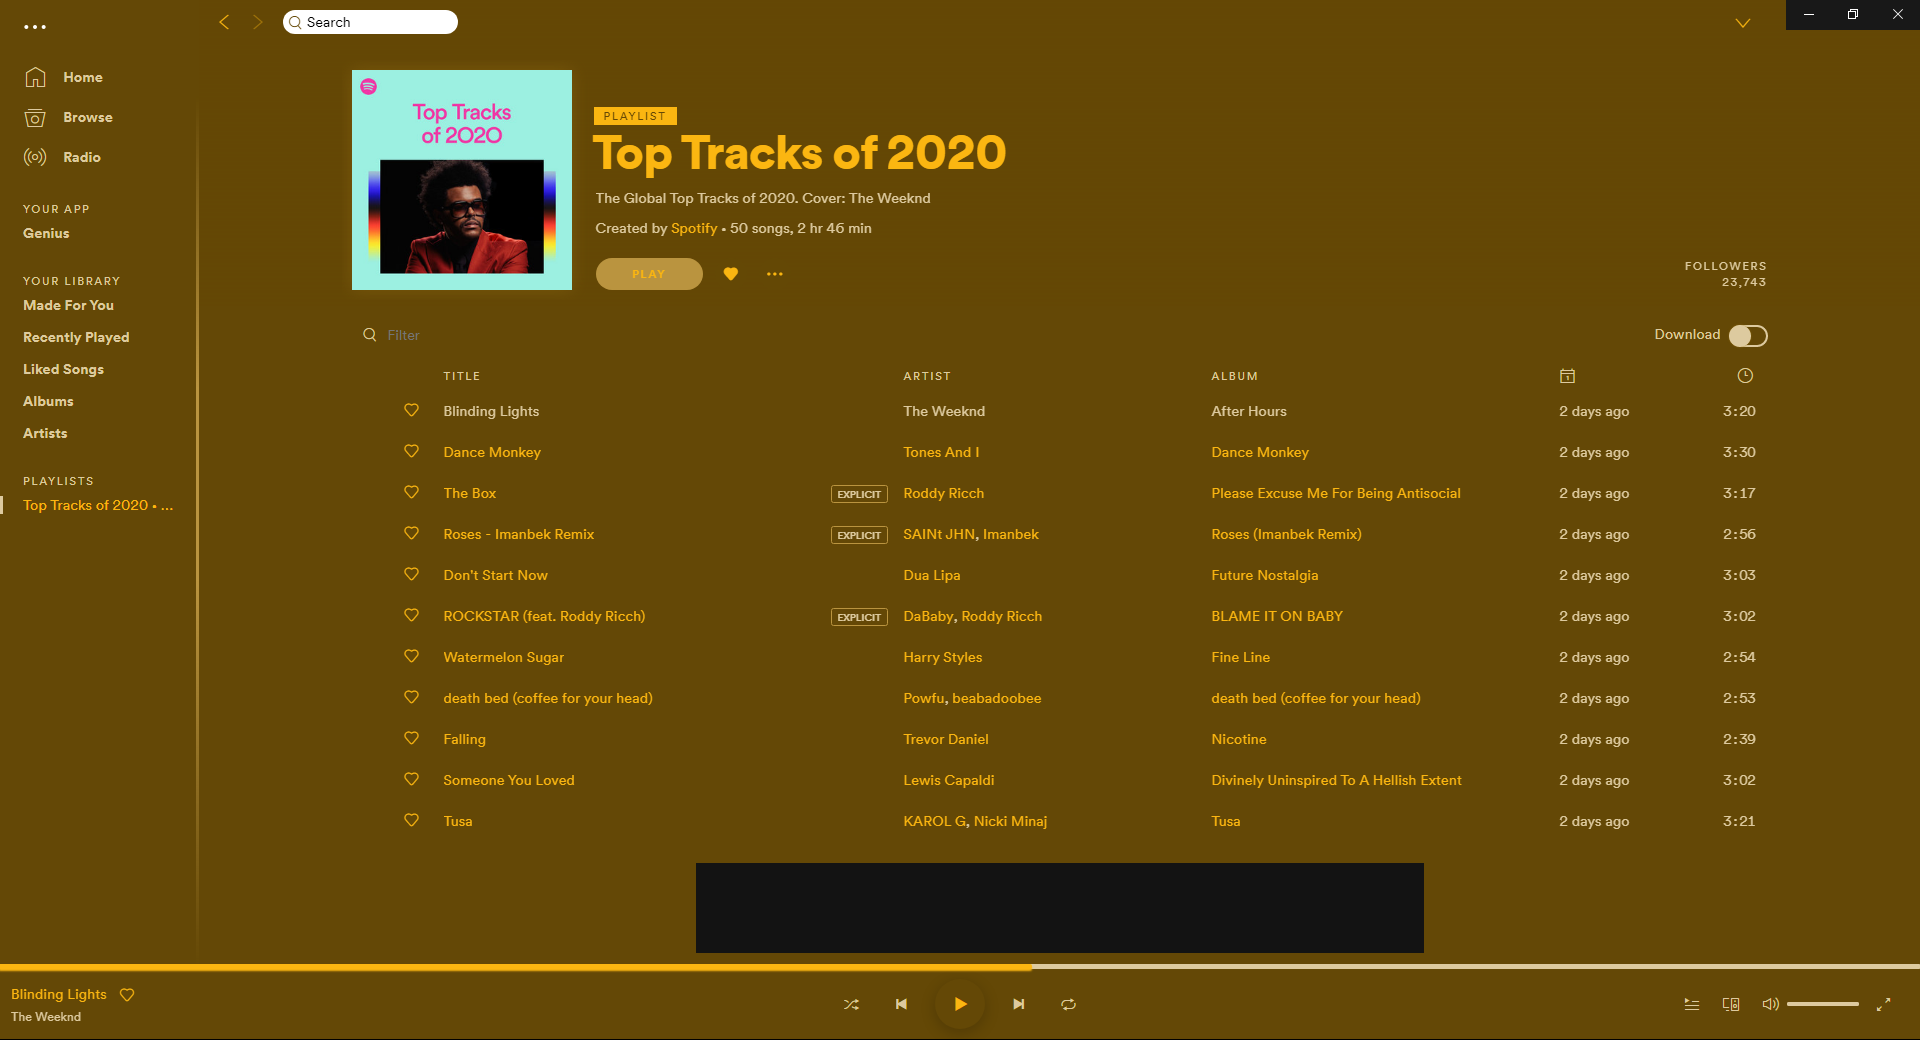 Search
Home
Browse
Radio
YOUR APP
Genius
YOUR LIBRARY
Made For You
Recently Played
Liked Songs
Albums
Artists
PLAYLISTS
Top Tracks of 2020 • ...
Top Tracks
of 2020
PLAYLIST
Top Tracks of 2020
The Global Top Tracks of 2020. Cover: The Weeknd
Created by Spotify • 50 songs, 2 hr 46 min
PLAY
FOLLOWERS
23,743
Filter
Download
TITLE ARTIST ALBUM
Blinding Lights The Weeknd After Hours 2 days ago 3:20
Dance Monkey Tones And I Dance Monkey 2 days ago 3:30
The Box EXPLICIT Roddy Ricch Please Excuse Me For Being Antisocial 2 days ago 3:17
Roses - Imanbek Remix EXPLICIT SAINt JHN, Imanbek Roses (Imanbek Remix) 2 days ago 2:56
Don't Start Now Dua Lipa Future Nostalgia 2 days ago 3:03
ROCKSTAR (feat. Roddy Ricch) EXPLICIT DaBaby, Roddy Ricch BLAME IT ON BABY 2 days ago 3:02
Watermelon Sugar Harry Styles Fine Line 2 days ago 2:54
death bed (coffee for your head) Powfu, beabadoobee death bed (coffee for your head) 2 days ago 2:53
Falling Trevor Daniel Nicotine 2 days ago 2:39
Someone You Loved Lewis Capaldi Divinely Uninspired To A Hellish Extent 2 days ago 3:02
Tusa KAROL G, Nicki Minaj Tusa 2 days ago 3:21
Blinding Lights
The Weeknd